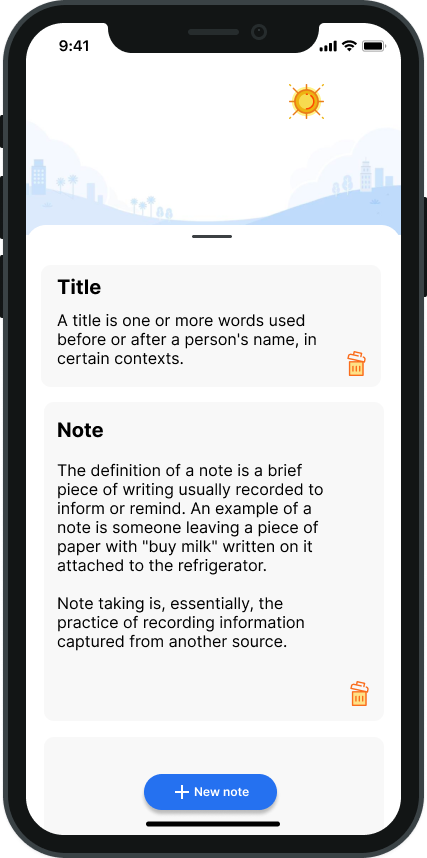 9:41
Title
A title is one or more words used
before or after a person's name, in
certain contexts.
Note
The definition of a note is a brief
piece of writing usually recorded to
inform or remind. An example of a
note is someone leaving a piece of
paper with "buy milk" written on it
attached to the refrigerator.
Note taking is, essentially, the
practice of recording information
captured from another source.
New note